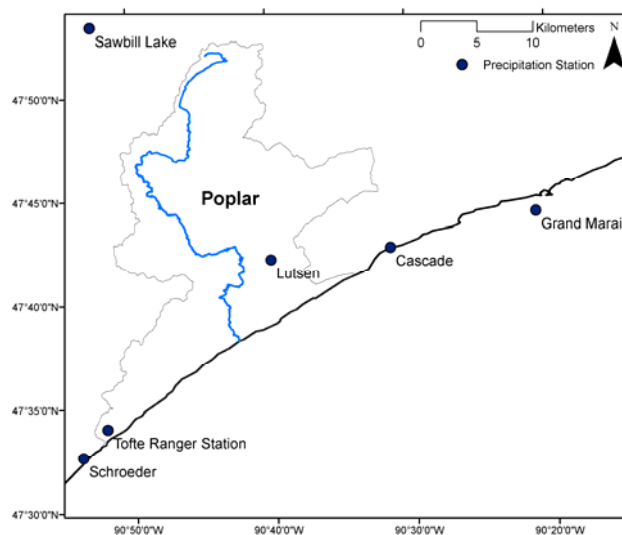 Sawbill Lake
Kilometers
0 5 10
N
Precipitation Station
47°50'0"N
Poplar
47°45'0"N
Grand Marai
Lutsen
Cascade
47°40'0"N
47°35'0"N
Tofte Ranger Station
Schroeder
47°30'0"N
90°50'0"W 90°40'0"W 90°30'0"W 90°20'0"W